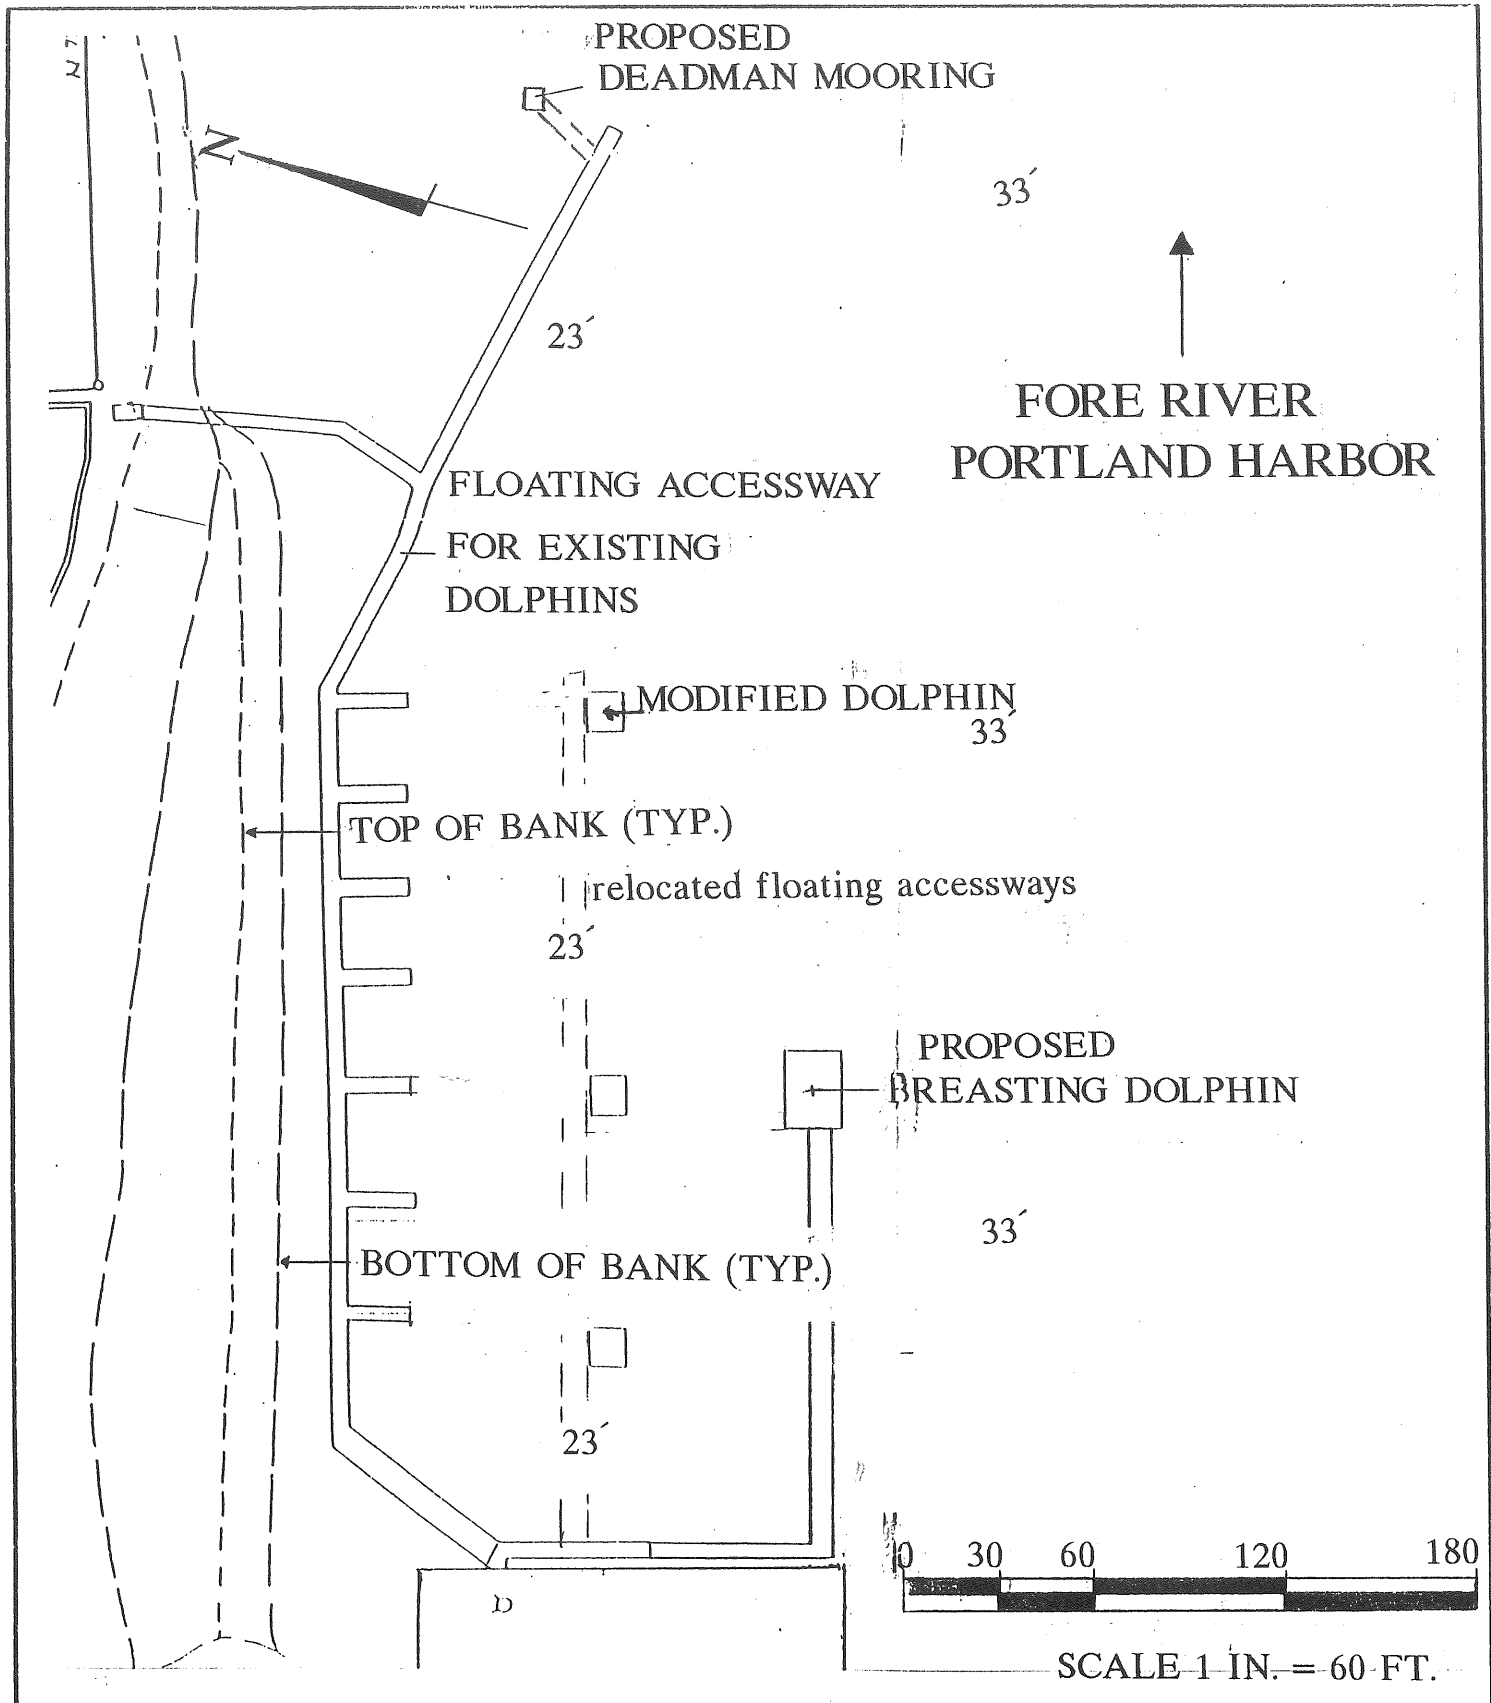 PROPOSED
DEADMAN MOORING
N
33´
23´
FORE RIVER
PORTLAND HARBOR
FLOATING ACCESSWAY
FOR EXISTING
DOLPHINS
MODIFIED DOLPHIN
33´
TOP OF BANK (TYP.)
relocated floating accessways
23´
PROPOSED
BREASTING DOLPHIN
33´
BOTTOM OF BANK (TYP.)
23´
0 30 60 120 180
D
SCALE 1 IN. = 60 FT.